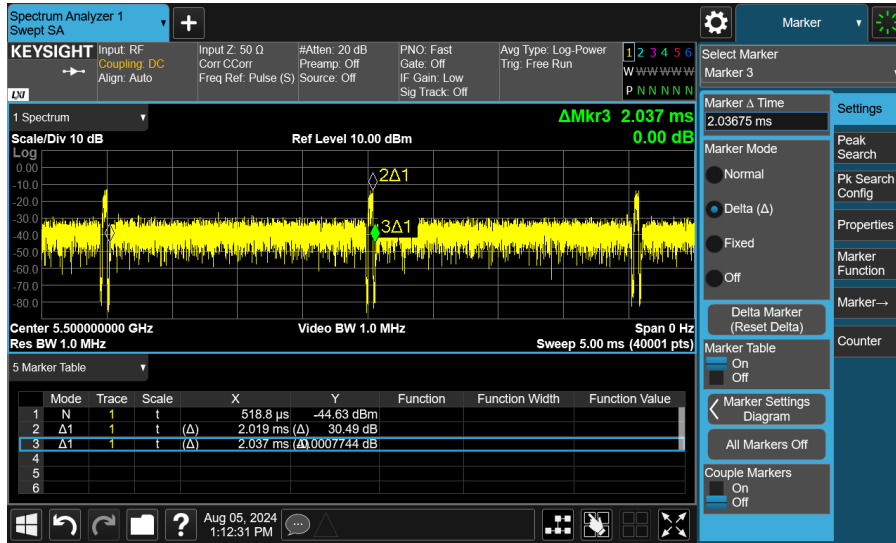 Spectrum Analyzer 1
Swept SA
+
Marker
KEYSIGHT
Input: RF
Coupling: DC
Align: Auto
Input Z: 50 Ω
Corr CCorr
Freq Ref: Pulse (S)
#Atten: 20 dB
Preamp: Off
Source: Off
PNO: Fast
Gate: Off
IF Gain: Low
Sig Track: Off
Avg Type: Log-Power
Trig: Free Run
1 2 3 4 5 6
W W W W W W
P N N N N N
LXI
Select Marker
Marker 3
1 Spectrum
ΔMkr3 2.037 ms
0.00 dB
Scale/Div 10 dB
Ref Level 10.00 dBm
Log
0.00
-10.0
-20.0
-30.0
-40.0
-50.0
-60.0
-70.0
-80.0
2Δ1
3Δ1
Center 5.500000000 GHz
Res BW 1.0 MHz
Video BW 1.0 MHz
Span 0 Hz
Sweep 5.00 ms (40001 pts)
5 Marker Table
Mode Trace Scale X Y Function Function Width Function Value
1 N 1 t 518.8 µs -44.63 dBm
2 Δ1 1 t (Δ) 2.019 ms (Δ) 30.49 dB
3 Δ1 1 t (Δ) 2.037 ms (Δ) 0.0007744 dB
4
5
6
Marker Δ Time
2.03675 ms
Marker Mode
Normal
Delta (Δ)
Fixed
Off
Delta Marker
(Reset Delta)
Marker Table
On
Off
Marker Settings
Diagram
All Markers Off
Couple Markers
On
Off
Settings
Peak
Search
Pk Search
Config
Properties
Marker
Function
Marker→
Counter
?
Aug 05, 2024
1:12:31 PM